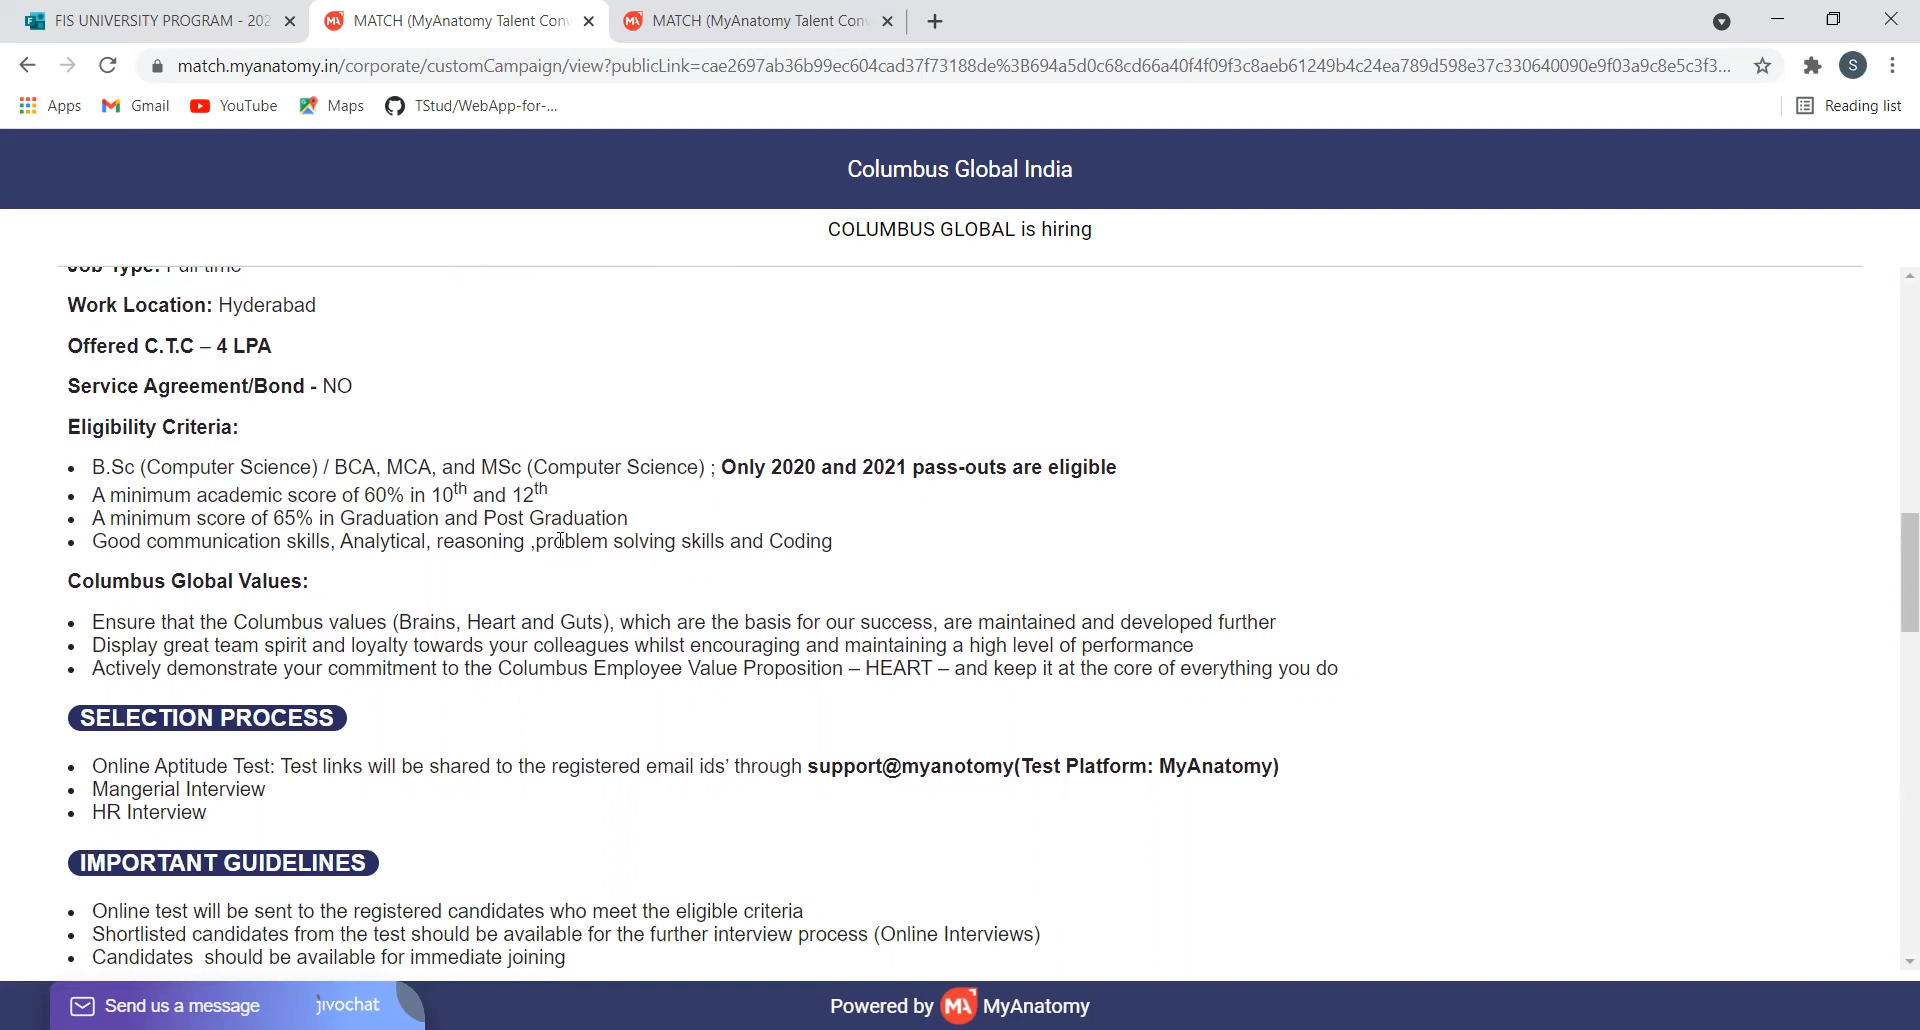 FIS UNIVERSITY PROGRAM - 202
MATCH (MyAnatomy Talent Conv
MATCH (MyAnatomy Talent Conv
match.myanatomy.in/corporate/customCampaign/view?publicLink=cae2697ab36b99ec604cad37f73188de%3B694a5d0c68cd66a40f4f09f3c8aeb61249b4c24ea789d598e37c330640090e9f03a9c8e5c3f3...
S
Apps
Gmail
YouTube
Maps
TStud/WebApp-for-...
Reading list
Columbus Global India
COLUMBUS GLOBAL is hiring
Job Type: Full time
Work Location: Hyderabad
Offered C.T.C – 4 LPA
Service Agreement/Bond - NO
Eligibility Criteria:
• B.Sc (Computer Science) / BCA, MCA, and MSc (Computer Science) ; Only 2020 and 2021 pass-outs are eligible
• A minimum academic score of 60% in 10th and 12th
• A minimum score of 65% in Graduation and Post Graduation
• Good communication skills, Analytical, reasoning ,problem solving skills and Coding
Columbus Global Values:
• Ensure that the Columbus values (Brains, Heart and Guts), which are the basis for our success, are maintained and developed further
• Display great team spirit and loyalty towards your colleagues whilst encouraging and maintaining a high level of performance
• Actively demonstrate your commitment to the Columbus Employee Value Proposition – HEART – and keep it at the core of everything you do
SELECTION PROCESS
• Online Aptitude Test: Test links will be shared to the registered email ids’ through support@myanotomy(Test Platform: MyAnatomy)
• Mangerial Interview
• HR Interview
IMPORTANT GUIDELINES
• Online test will be sent to the registered candidates who meet the eligible criteria
• Shortlisted candidates from the test should be available for the further interview process (Online Interviews)
• Candidates  should be available for immediate joining
Send us a message
jivochat
Powered by MA MyAnatomy